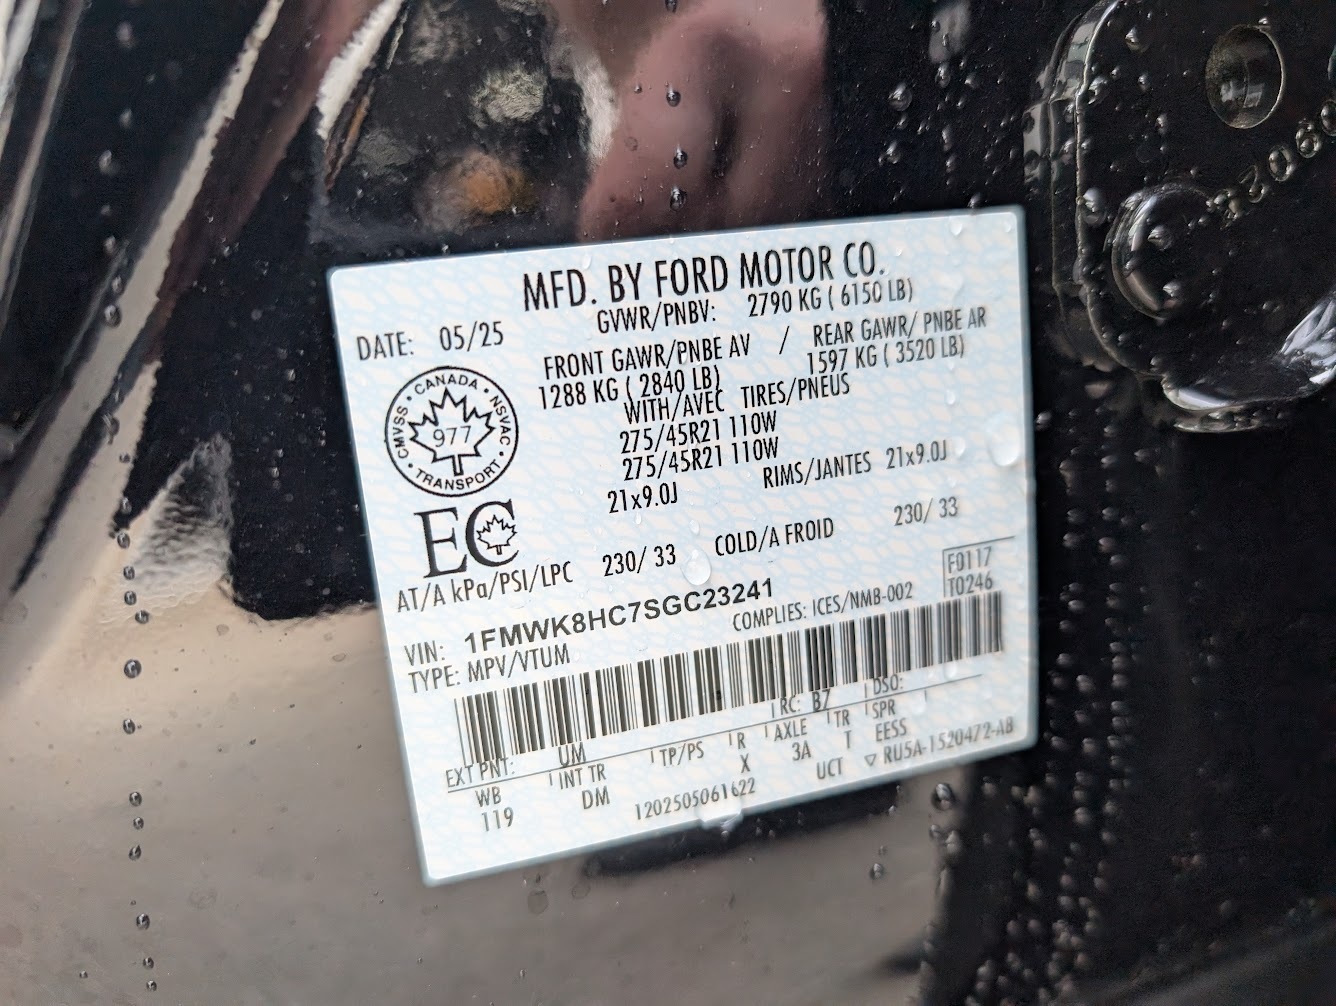 MFD. BY FORD MOTOR CO.
DATE: 05/25 GVWR/PNBV: 2790 KG ( 6150 LB)
FRONT GAWR/PNBE AV / REAR GAWR/ PNBE AR
1288 KG ( 2840 LB) 1597 KG ( 3520 LB)
WITH/AVEC TIRES/PNEUS
275/45R21 110W
275/45R21 110W
21x9.0J RIMS/JANTES 21x9.0J
CANADA
CMVSS NSVAC
977
TRANSPORT
EC
AT/A kPa/PSI/LPC 230/ 33 COLD/A FROID 230/ 33
VIN: 1FMWK8HC7SGC23241
F0117
T0246
TYPE: MPV/VTUM COMPLIES: ICES/NMB-002
EXT PNT: UM RC: B7 DSO:
WB INT TR TP/PS R AXLE TR SPR
119 DM X 3A T EESS
1202505061622 UCT ▽ RU5A-1520472-AB